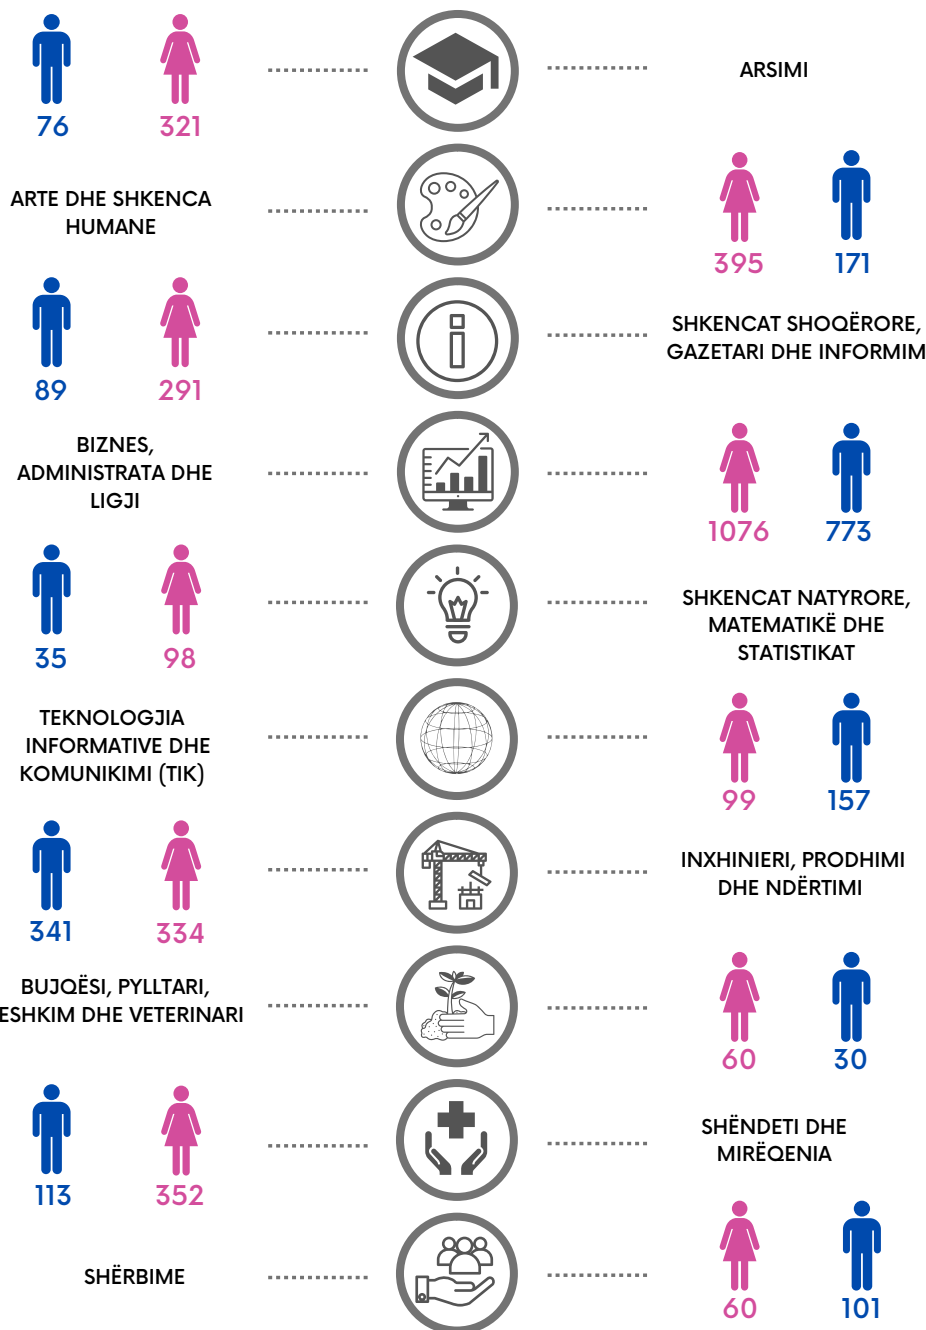 76 321
ARSIMI
ARTE DHE SHKENCA
HUMANE
395 171
89 291
SHKENCAT SHOQËRORE,
GAZETARI DHE INFORMIM
BIZNES,
ADMINISTRATA DHE
LIGJI
1076 773
35 98
SHKENCAT NATYRORE,
MATEMATIKË DHE
STATISTIKAT
TEKNOLOGJIA
INFORMATIVE DHE
KOMUNIKIMI (TIK)
99 157
341 334
INXHINIERI, PRODHIMI
DHE NDËRTIMI
BUJQËSI, PYLLTARI,
ESHKIM DHE VETERINARI
60 30
113 352
SHËNDETI DHE
MIRËQENIA
SHËRBIME
60 101